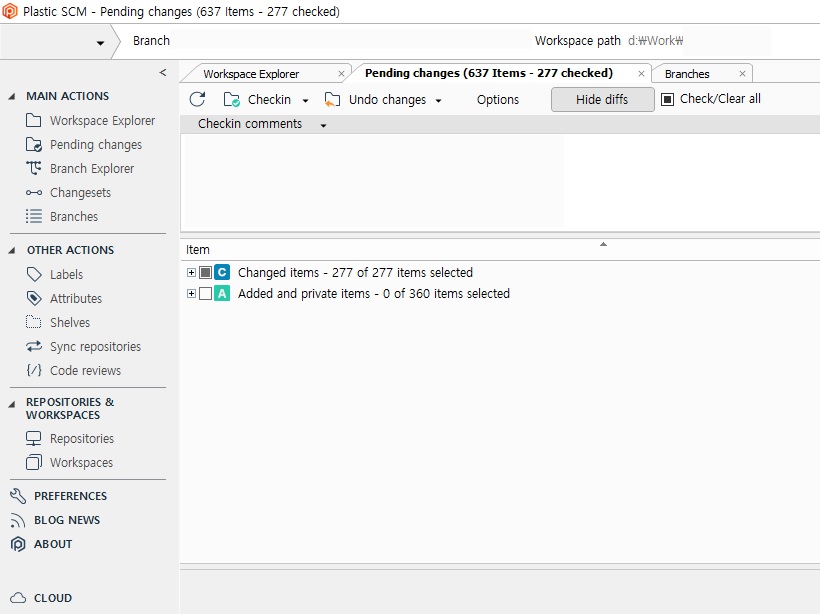 Plastic SCM - Pending changes (637 Items - 277 checked)
Branch
Workspace path d:₩Work₩
<
MAIN ACTIONS
Workspace Explorer
Pending changes
Branch Explorer
Changesets
Branches
OTHER ACTIONS
Labels
Attributes
Shelves
Sync repositories
{/} Code reviews
REPOSITORIES &
WORKSPACES
Repositories
Workspaces
PREFERENCES
BLOG NEWS
ABOUT
CLOUD
Workspace Explorer ×
Pending changes (637 Items - 277 checked) ×
Branches ×
Checkin
Undo changes
Options
Hide diffs
Check/Clear all
Checkin comments
Item
C Changed items - 277 of 277 items selected
A Added and private items - 0 of 360 items selected